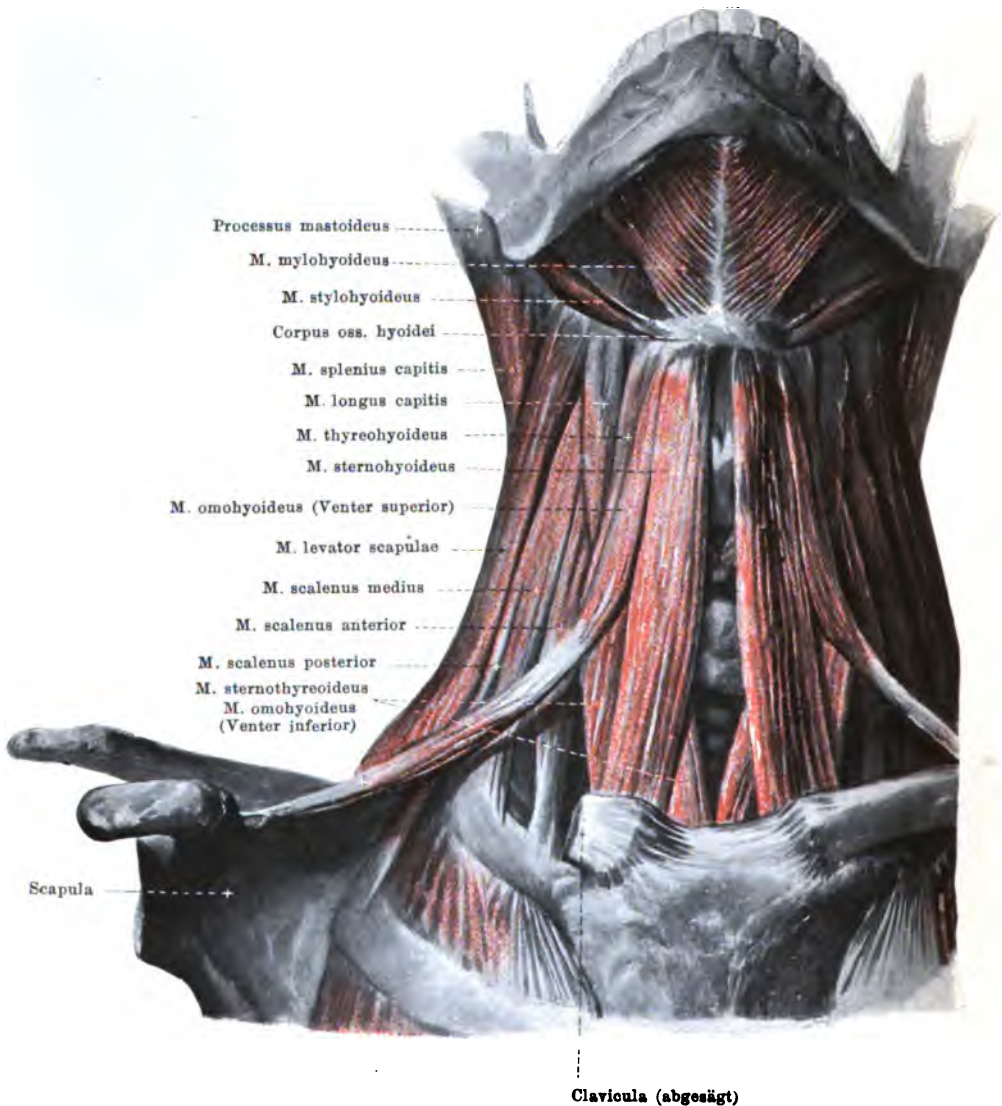 Processus mastoideus
M. mylohyoideus
M. stylohyoideus
Corpus oss. hyoidei
M. splenius capitis
M. longus capitis
M. thyreohyoideus
M. sternohyoideus
M. omohyoideus (Venter superior)
M. levator scapulae
M. scalenus medius
M. scalenus anterior
M. scalenus posterior
M. sternothyreoideus
M. omohyoideus
(Venter inferior)
Scapula
Clavicula (abgesägt)